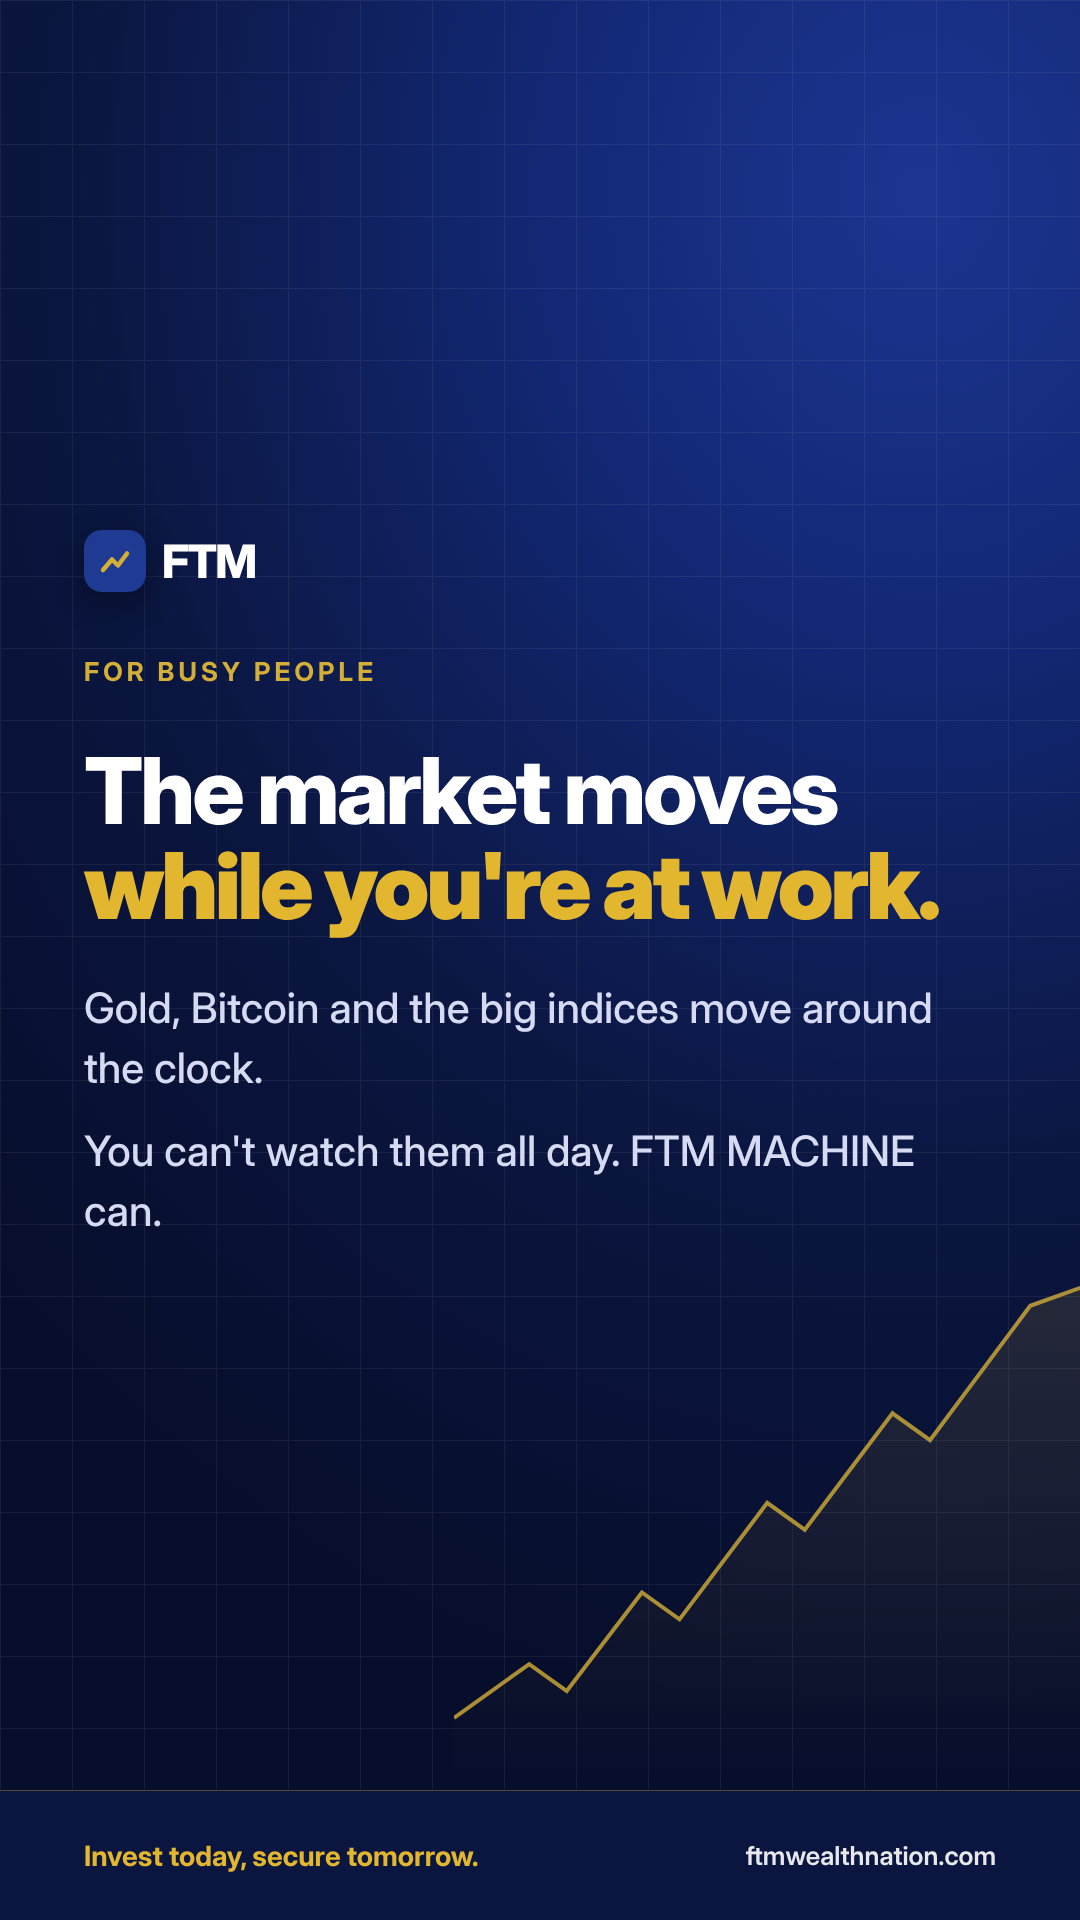 FTM
FOR BUSY PEOPLE
The market moves
while you're at work.
Gold, Bitcoin and the big indices move around
the clock.
You can't watch them all day. FTM MACHINE
can.
Invest today, secure tomorrow.
ftmwealthnation.com